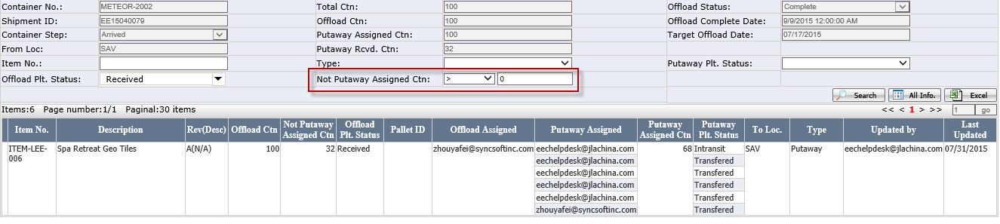 Container No.: METEOR-2002 Total Ctn: 100 Offload Status: Complete
Shipment ID: EE15040079 Offload Ctn: 100 Offload Complete Date: 9/9/2015 12:00:00 AM
Container Step: Arrived Putaway Assigned Ctn: 100 Target Offload Date: 07/17/2015
From Loc: SAV Putaway Rcvd. Ctn: 32
Item No.: Type: Putaway Plt. Status:
Offload Plt. Status: Received Not Putaway Assigned Ctn: > 0
Search All Info. Excel
Items:6 Page number:1/1 Paginal:30 items << < 1 > >> 1 go
Item No. Description Rev(Desc) Offload Ctn Not Putaway Assigned Ctn Offload Plt. Status Pallet ID Offload Assigned Putaway Assigned Putaway Assigned Ctn Putaway Plt. Status To Loc. Type Updated by Last Updated
ITEM-LEE-006 Spa Retreat Geo Tiles A(N/A) 100 32 Received zhouyafei@syncsoftinc.com eechelpdesk@jlachina.com 68 Intransit SAV Putaway eechelpdesk@jlachina.com 07/31/2015
eechelpdesk@jlachina.com Transfered
eechelpdesk@jlachina.com Transfered
eechelpdesk@jlachina.com Transfered
eechelpdesk@jlachina.com Transfered
zhouyafei@syncsoftinc.com Transfered